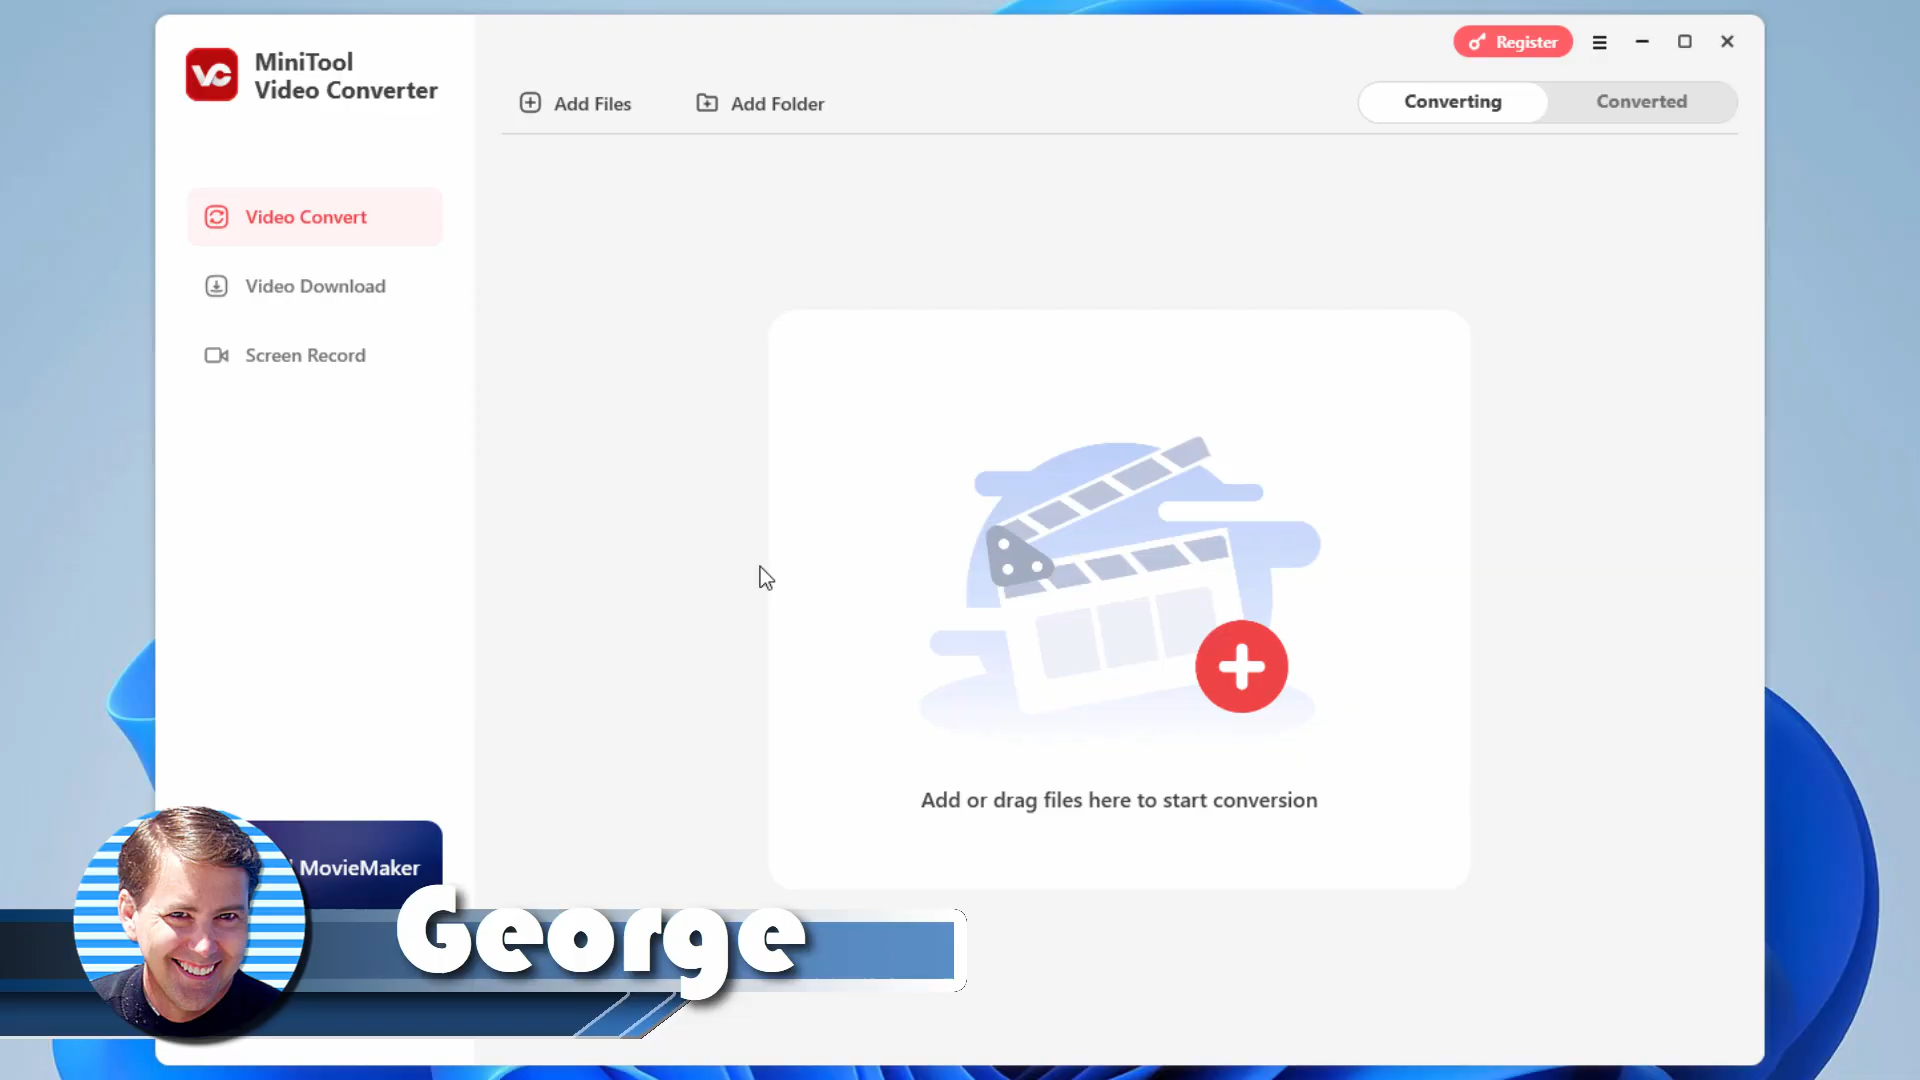 Register
MiniTool
Video Converter
Add Files
Add Folder
Converting
Converted
Video Convert
Video Download
Screen Record
Add or drag files here to start conversion
MovieMaker
George